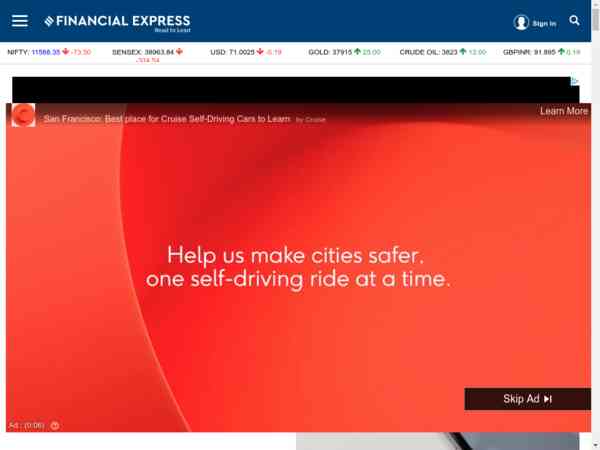 FINANCIAL EXPRESS
Read to Lead
Sign In
NIFTY: 11588.35 -73.50
SENSEX: 38963.84 -334.54
USD: 71.0025 -0.19
GOLD: 37915 25.00
CRUDE OIL: 3823 12.00
GBPINR: 91.895 0.19
San Francisco: Best place for Cruise Self-Driving Cars to Learn by Cruise
Learn More
Help us make cities safer,
one self-driving ride at a time.
Skip Ad
Ad : (0:06)